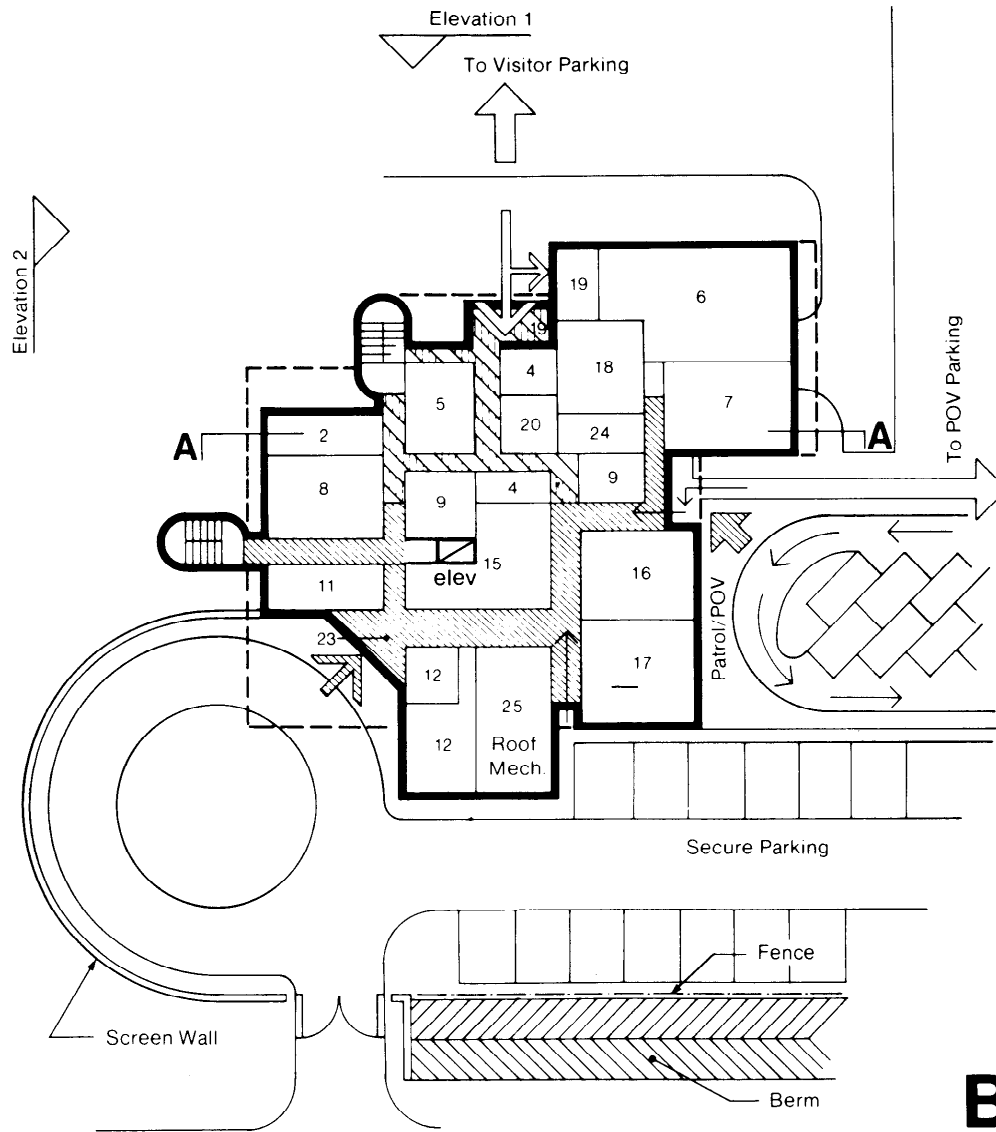 Elevation 1
To Visitor Parking
Elevation 2
19
6
19
18
4
5
7
20
24
A
2
A
To POV Parking
8
9
4
9
15
elev
16
11
23
Patrol/POV
17
12
25
12
Roof
Mech.
Secure Parking
Fence
Screen Wall
Berm
B